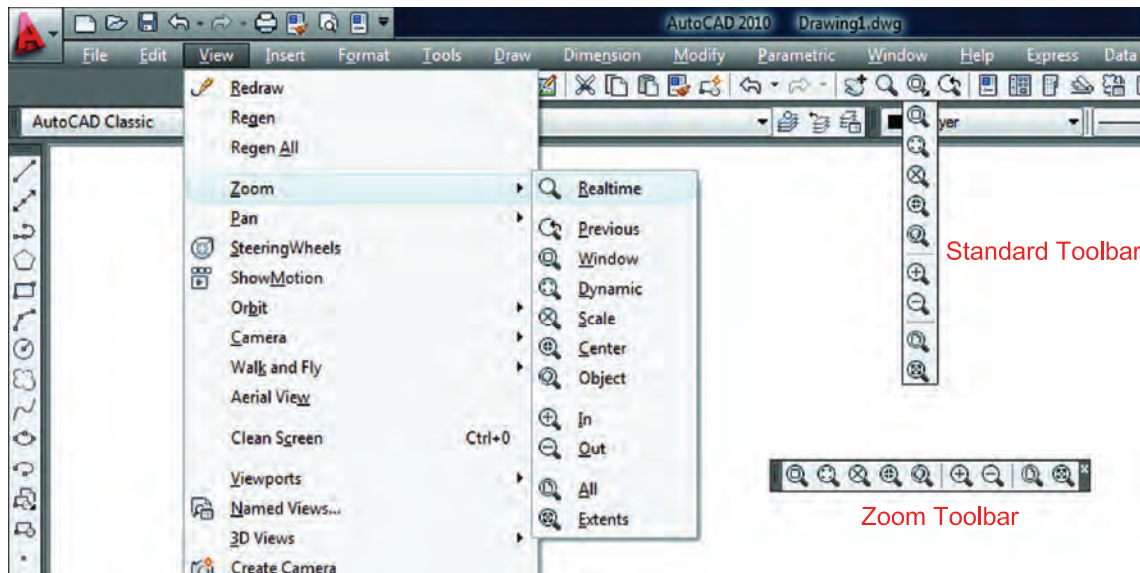 AutoCAD 2010 Drawing1.dwg
File Edit View Insert Format Tools Draw Dimension Modify Parametric Window Help Express Data
AutoCAD Classic
yer
Redraw
Regen
Regen All
Zoom
Pan
SteeringWheels
ShowMotion
Orbit
Camera
Walk and Fly
Aerial View
Clean Screen Ctrl+0
Viewports
Named Views...
3D Views
Create Camera
Realtime
Previous
Window
Dynamic
Scale
Center
Object
In
Out
All
Extents
Standard Toolbar
Zoom Toolbar